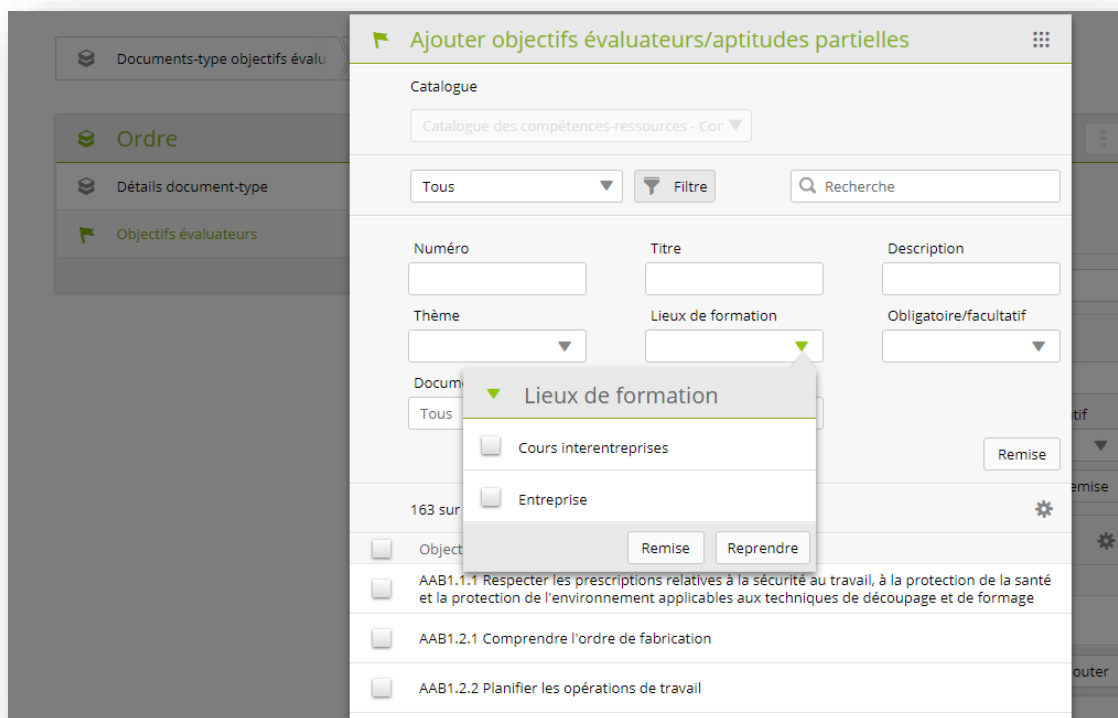 Ajouter objectifs évaluateurs/aptitudes partielles
Documents-type objectifs évalu
Catalogue
Catalogue des compétences-ressources - Con
Ordre
Détails document-type
Tous
Filtre
Recherche
Objectifs évaluateurs
Numéro
Titre
Description
Thème
Lieux de formation
Obligatoire/facultatif
Docum
Tous
Lieux de formation
tif
Cours interentreprises
Remise
emise
Entreprise
163 sur
Remise
Reprendre
Object
AAB1.1.1 Respecter les prescriptions relatives à la sécurité au travail, à la protection de la santé
et la protection de l'environnement applicables aux techniques de découpage et de formage
AAB1.2.1 Comprendre l'ordre de fabrication
outer
AAB1.2.2 Planifier les opérations de travail